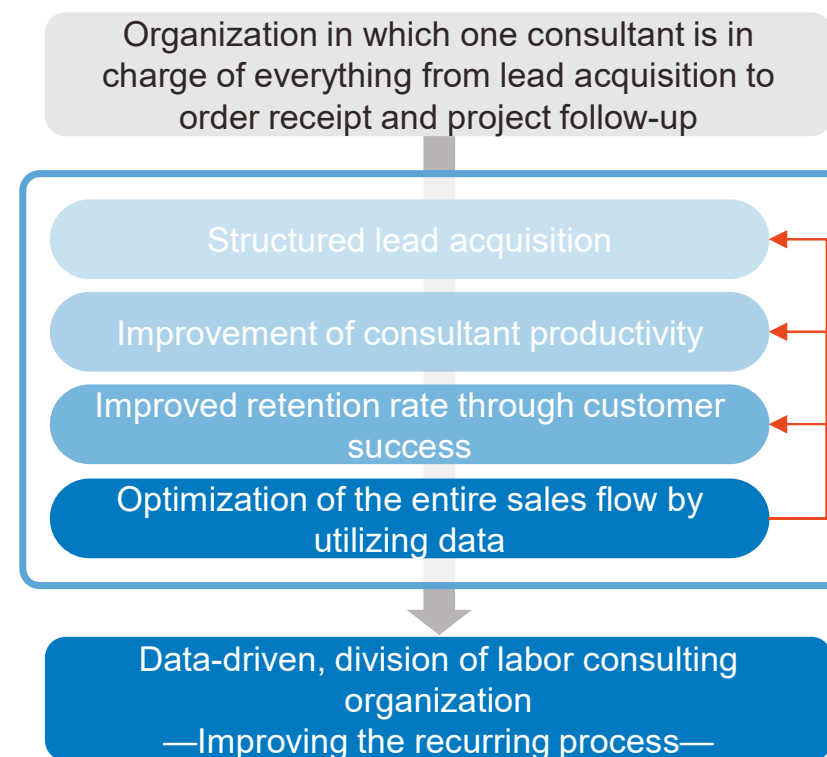 Organization in which one consultant is in
charge of everything from lead acquisition to
order receipt and project follow-up
Structured lead acquisition
Improvement of consultant productivity
Improved retention rate through customer
success
Optimization of the entire sales flow by
utilizing data
Data-driven, division of labor consulting
organization
—Improving the recurring process—